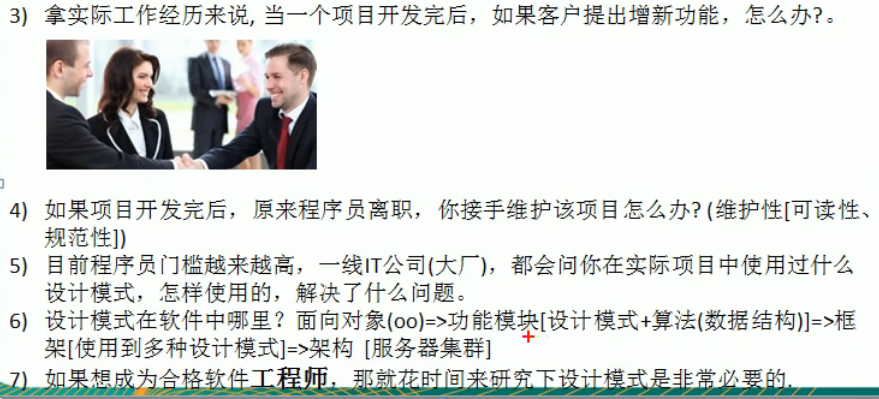 3) 拿实际工作经历来说, 当一个项目开发完后，如果客户提出增新功能，怎么办?。
4) 如果项目开发完后，原来程序员离职，你接手维护该项目怎么办? (维护性[可读性、
规范性])
5) 目前程序员门槛越来越高，一线IT公司(大厂)，都会问你在实际项目中使用过什么
设计模式，怎样使用的，解决了什么问题。
6) 设计模式在软件中哪里？面向对象(oo)=>功能模块[设计模式+算法(数据结构)]=>框
架[使用到多种设计模式]=>架构 [服务器集群]
7) 如果想成为合格软件工程师，那就花时间来研究下设计模式是非常必要的.